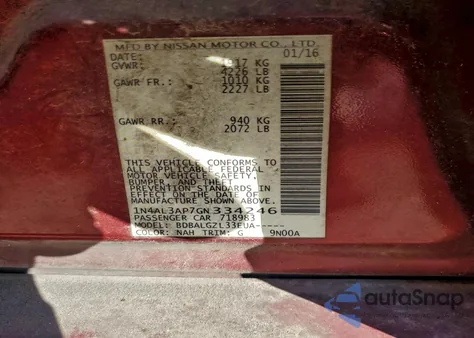 MFD BY NISSAN MOTOR CO., LTD.
DATE: 01/16
GVWR: 1917 KG
4226 LB
GAWR FR.: 1010 KG
2227 LB
GAWR RR.: 940 KG
2072 LB
THIS VEHICLE CONFORMS TO
ALL APPLICABLE FEDERAL
MOTOR VEHICLE SAFETY,
BUMPER, AND THEFT
PREVENTION STANDARDS
IN EFFECT ON THE DATE OF
MANUFACTURE SHOWN
ABOVE.
1N4AL3AP7GN334246
PASSENGER CAR 718983
MODEL: BDBALGZL33EUA-----
COLOR: NAH TRIM: G 9N00A
autoSnap